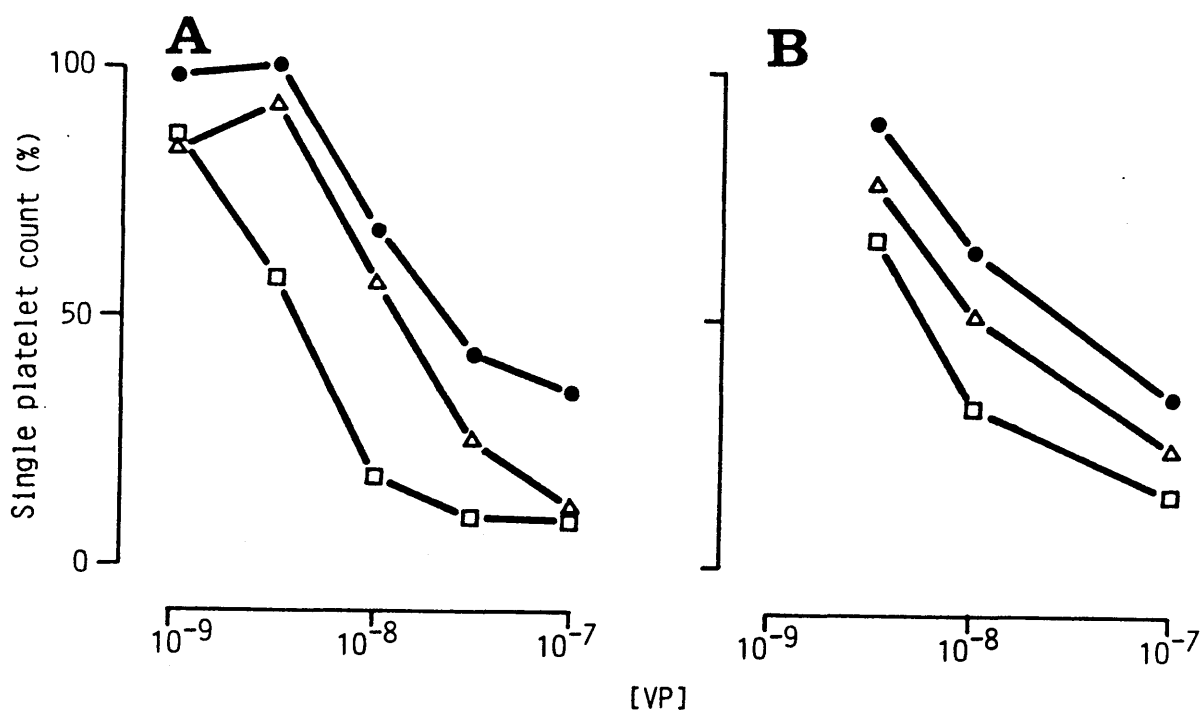 A
B
Single platelet count (%)
100
50
0
10⁻⁹
10⁻⁸
10⁻⁷
10⁻⁹
10⁻⁸
10⁻⁷
[VP]